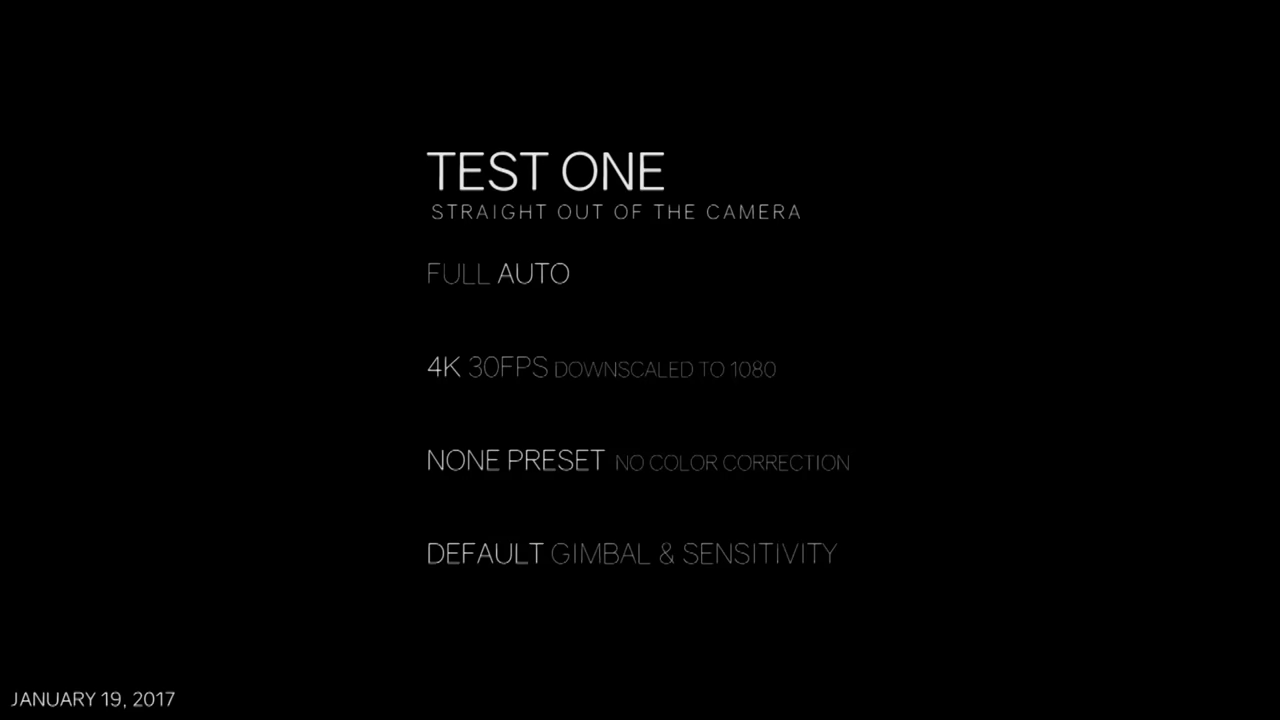 TEST ONE
STRAIGHT OUT OF THE CAMERA
FULL AUTO
4K 30FPS DOWNSCALED TO 1080
NONE PRESET NO COLOR CORRECTION
DEFAULT GIMBAL & SENSITIVITY
JANUARY 19, 2017